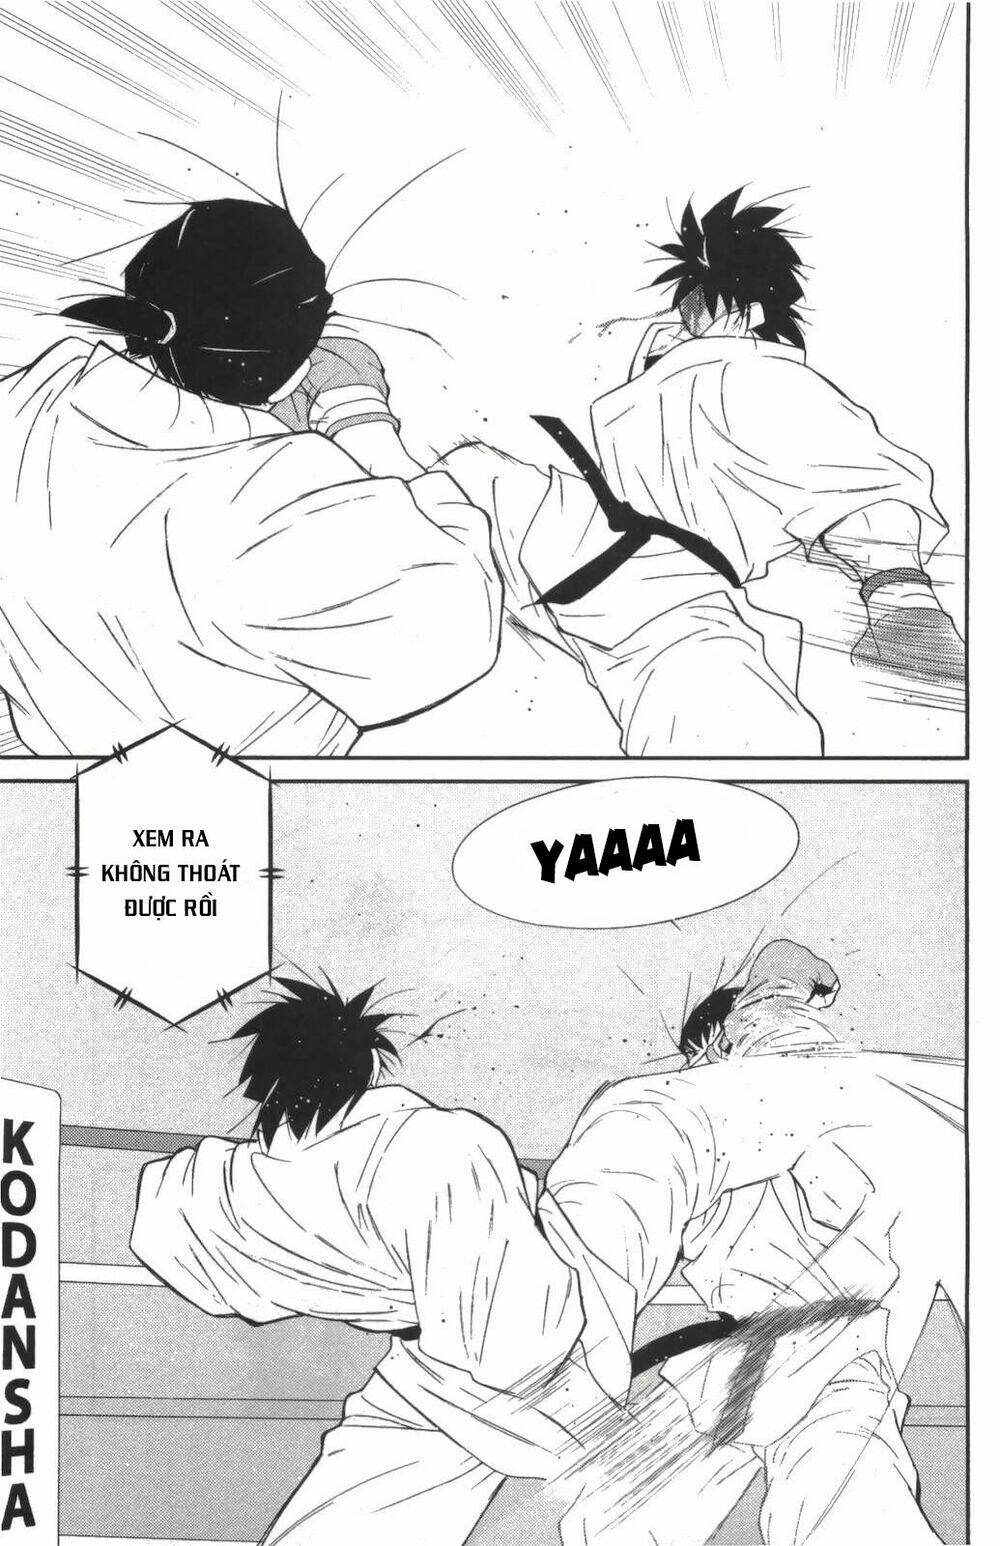 YAAAA
XEM RA
KHÔNG THOÁT
ĐƯỢC RỒI
KODANSHA